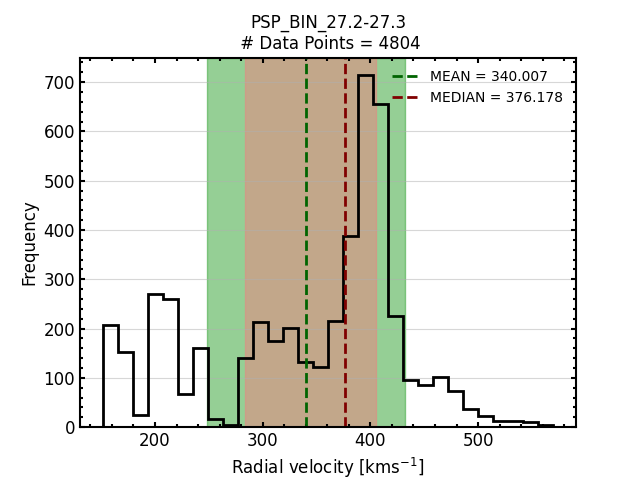 PSP_BIN_27.2-27.3
# Data Points = 4804
MEAN = 340.007
MEDIAN = 376.178
700
600
500
400
300
200
100
0
Frequency
200 300 400 500
Radial velocity [kms⁻¹]